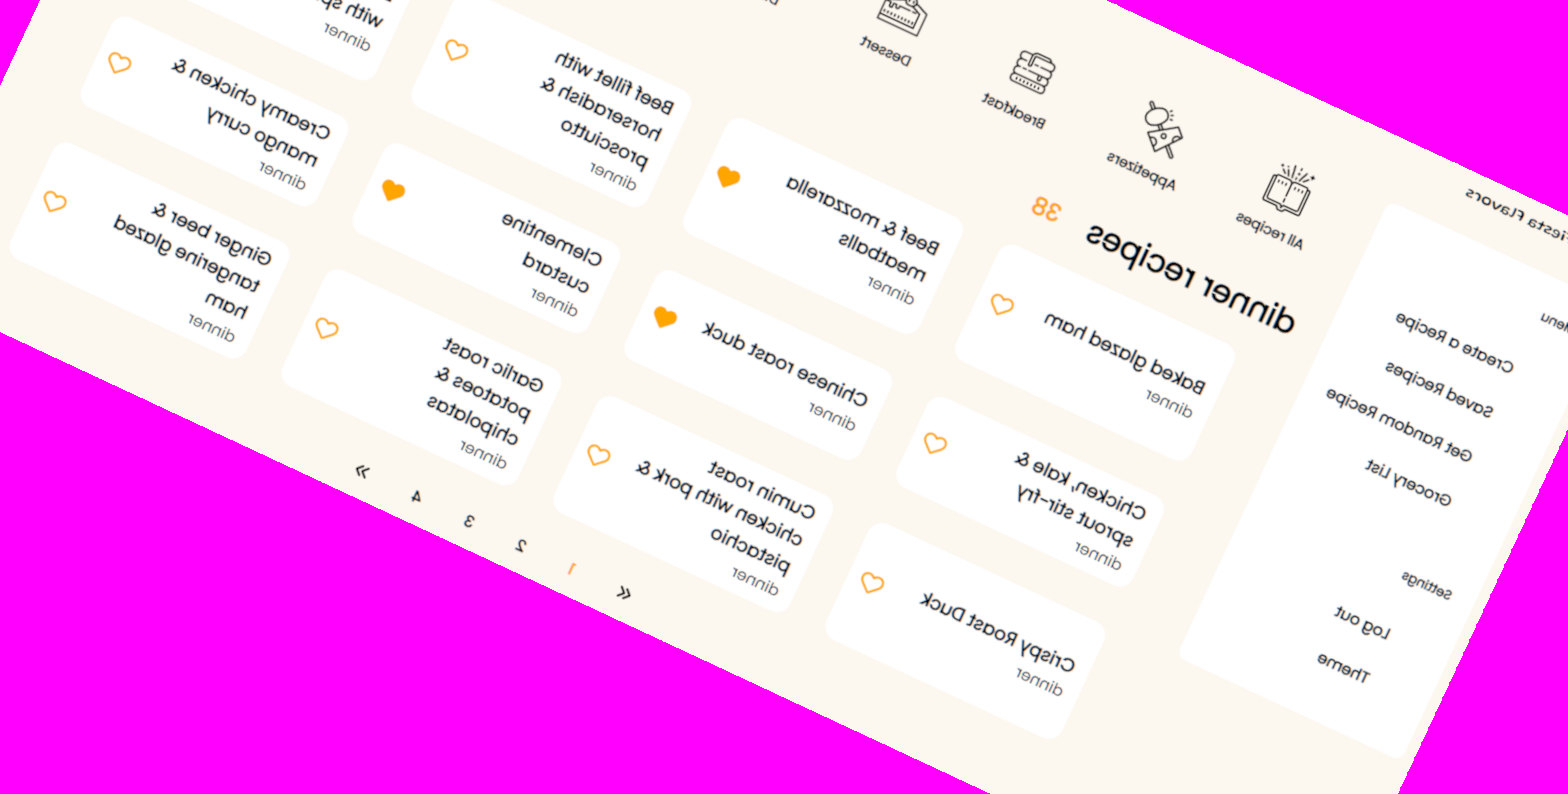 Flavors
Create a Recipe
Saved Recipes
Get Random Recipe
Grocery List
Settings
Log out
Theme
All recipes
Appetizers
Breakfast
Dessert
dinner recipes 38
Baked glazed ham
dinner
Beef & mozzarella
meatballs
dinner
Beef fillet with
horseradish &
prosciutto
dinner
with
dinner
Chicken, kale &
sprout stir-fry
dinner
Chinese roast duck
dinner
Clementine
custard
dinner
Creamy chicken &
mango curry
dinner
Crispy Roast Duck
dinner
Cumin roast
chicken with pork &
pistachio
dinner
Garlic roast
potatoes &
chipolatas
dinner
Ginger beer &
tangerine glazed
ham
dinner
« 1 2 3 4 »